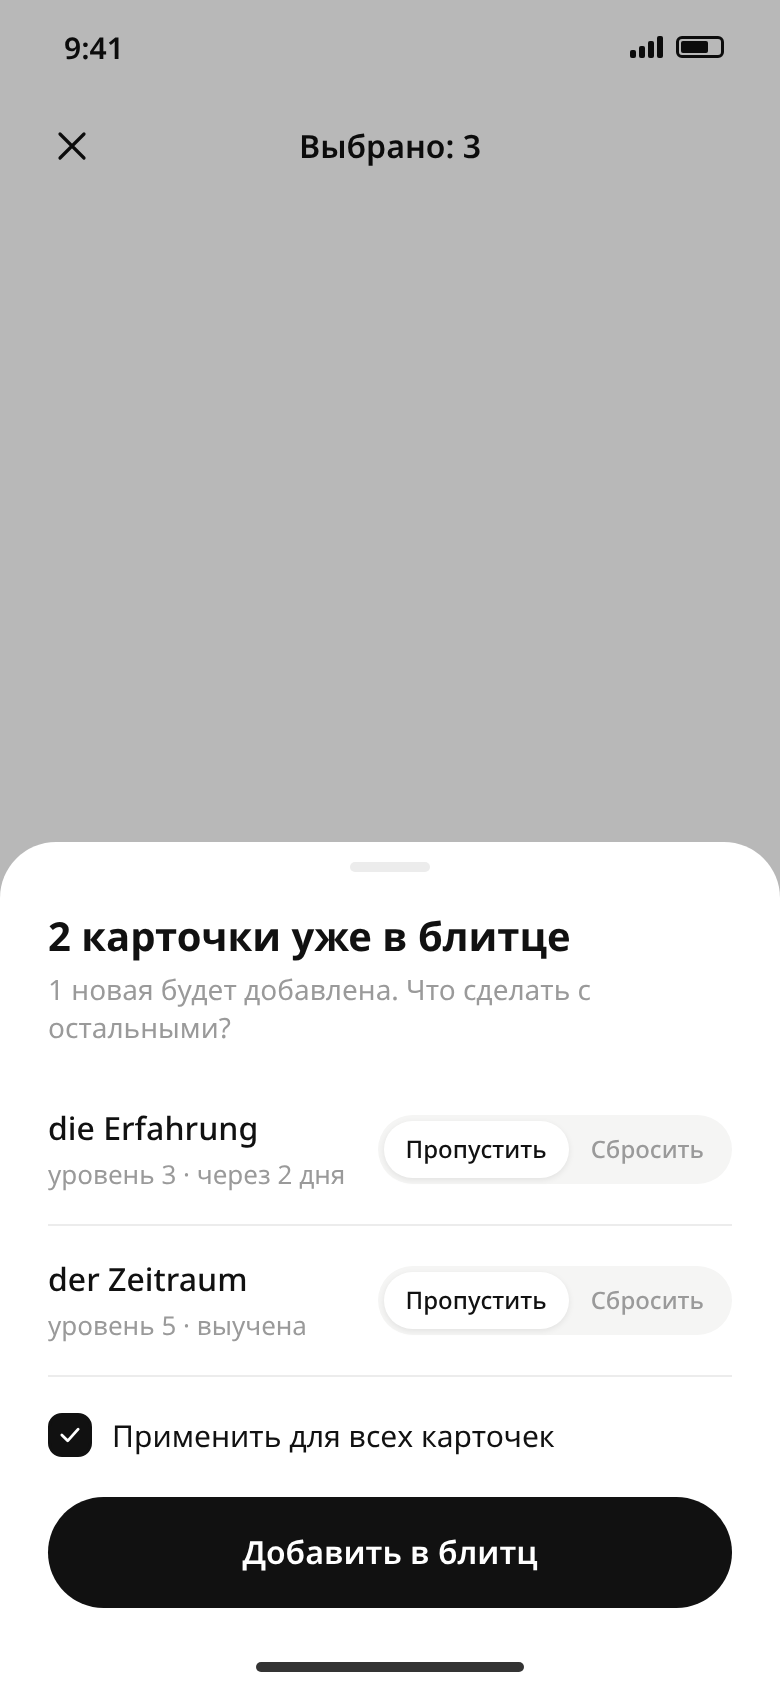 9:41
Выбрано: 3
2 карточки уже в блитце
1 новая будет добавлена. Что сделать с
остальными?
die Erfahrung
уровень 3 · через 2 дня
Пропустить
Сбросить
der Zeitraum
уровень 5 · выучена
Пропустить
Сбросить
Применить для всех карточек
Добавить в блитц